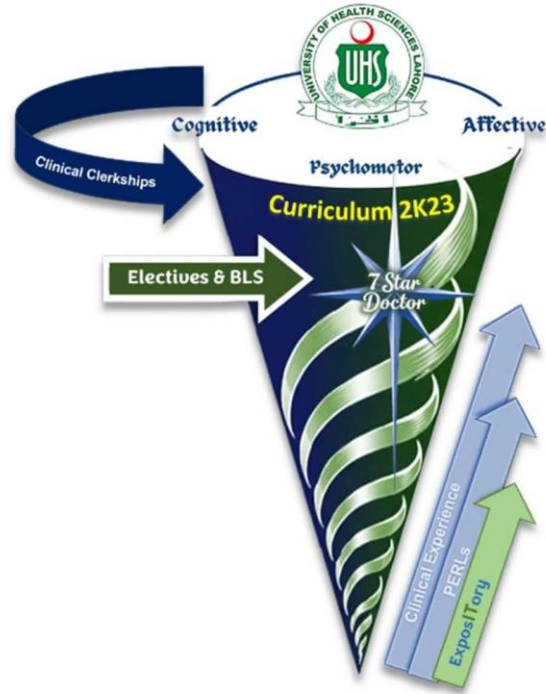 UNIVERSITY OF HEALTH SCIENCES LAHORE
UHS
Cognitive
Affective
Psychomotor
Clinical Clerkships
Curriculum 2K23
Electives & BLS
7 Star
Doctor
Clinical Experience
PERLs
ExposITory